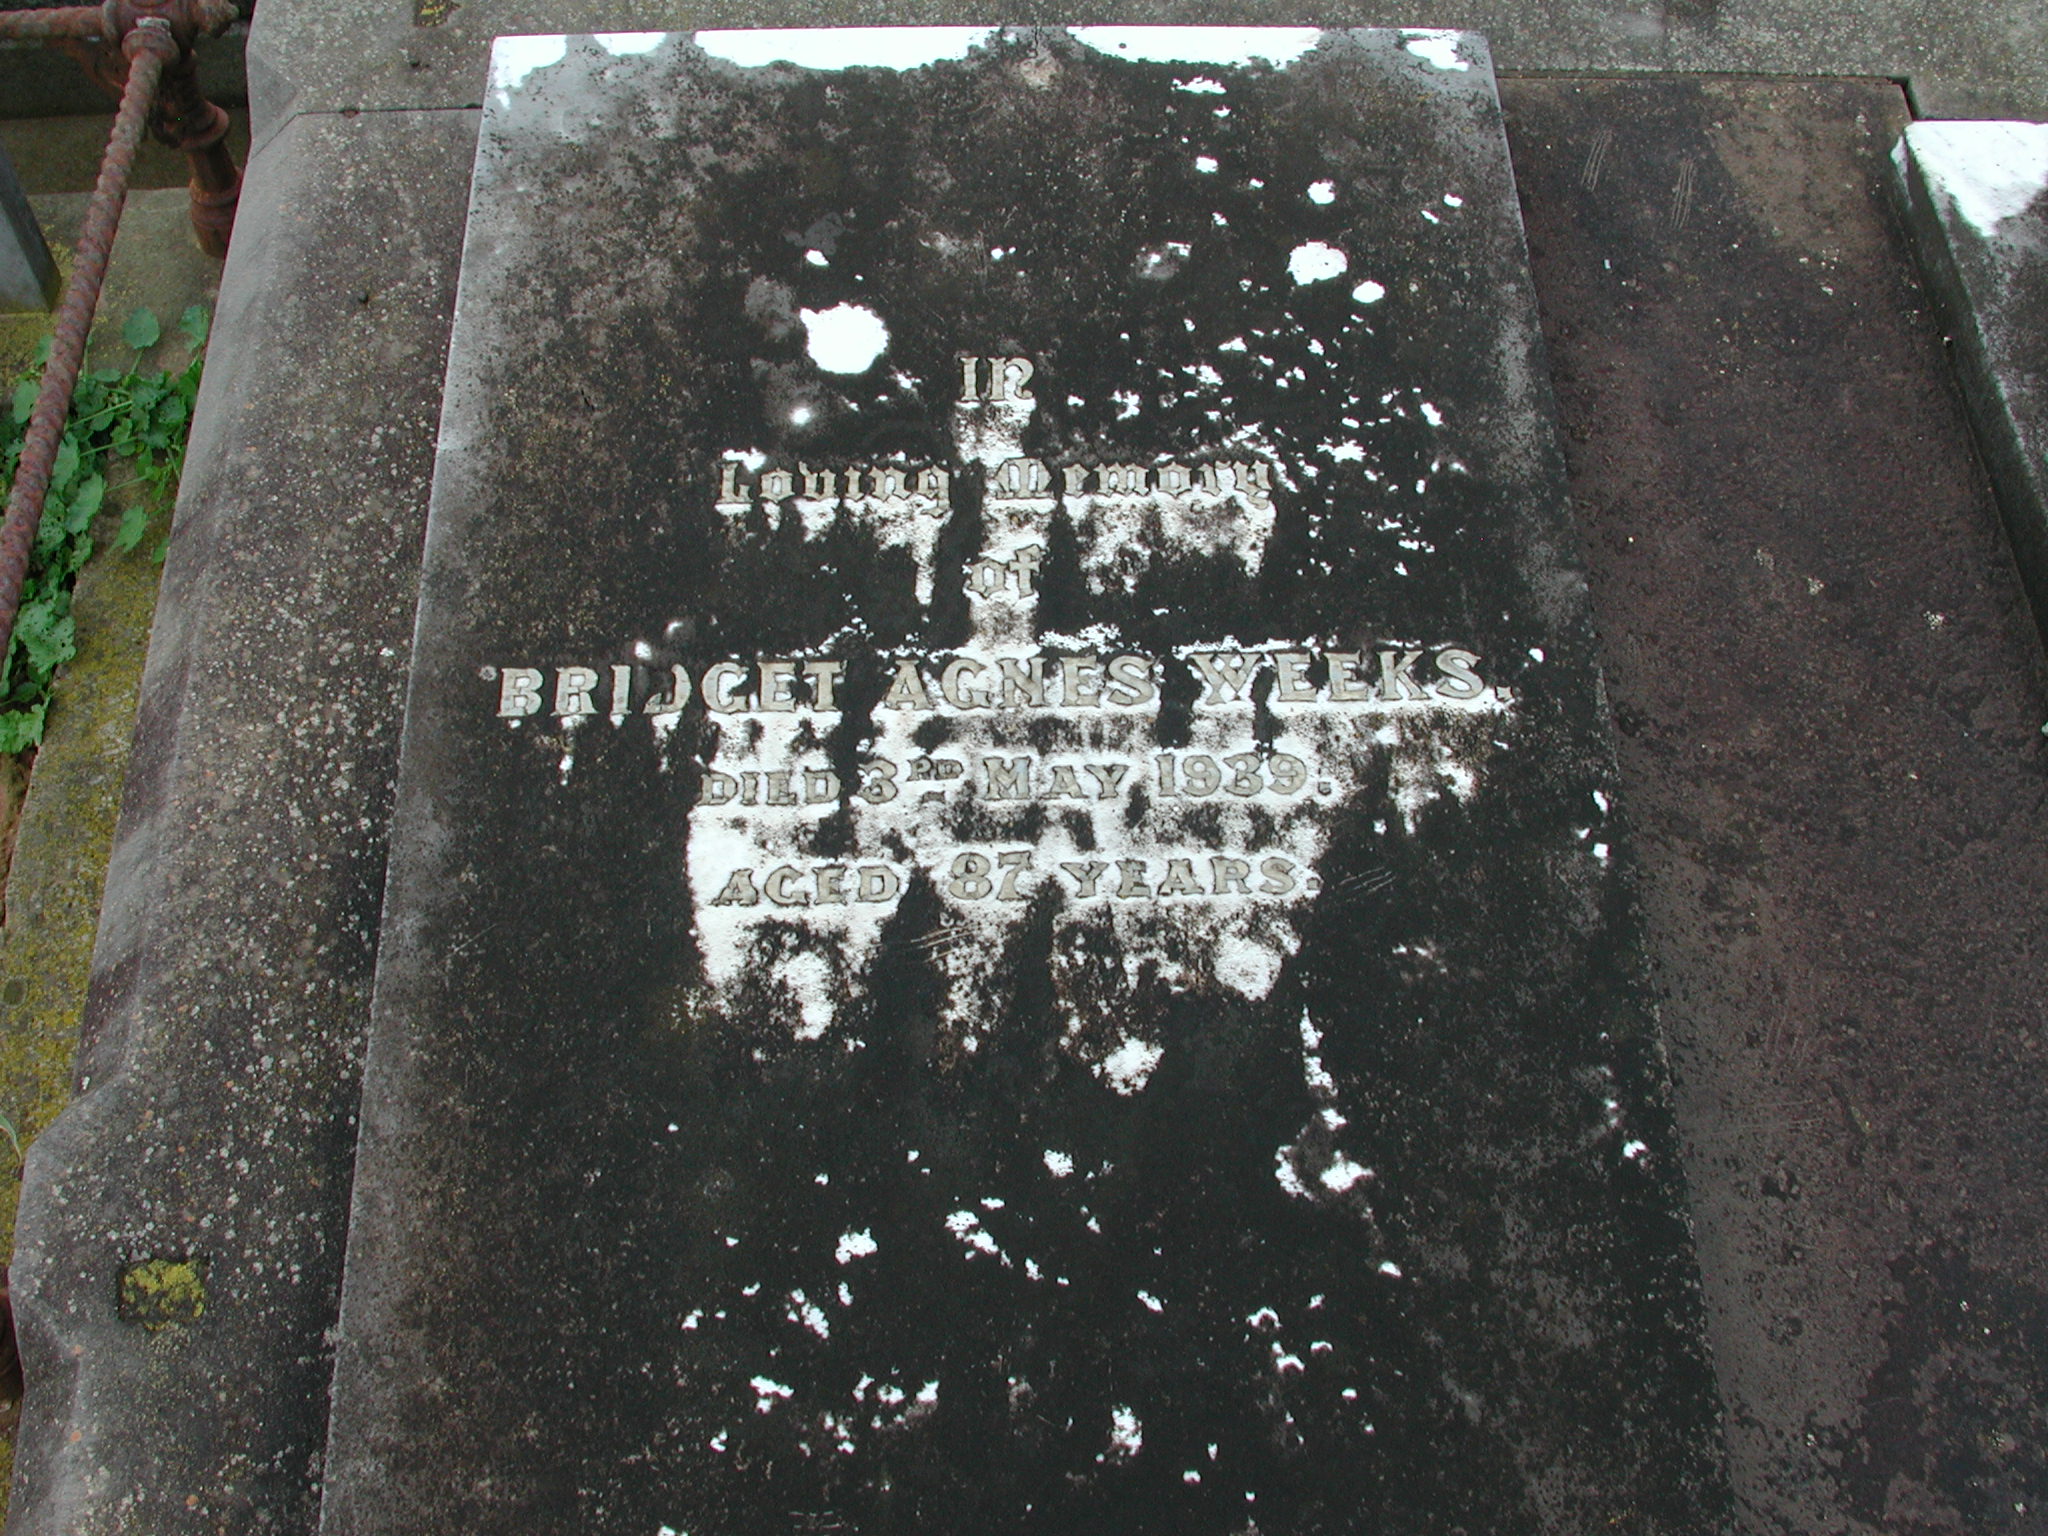 IN
Loving Memory
of
BRIDGET AGNES WEEKS.
DIED 3RD MAY 1939.
AGED 87 YEARS.